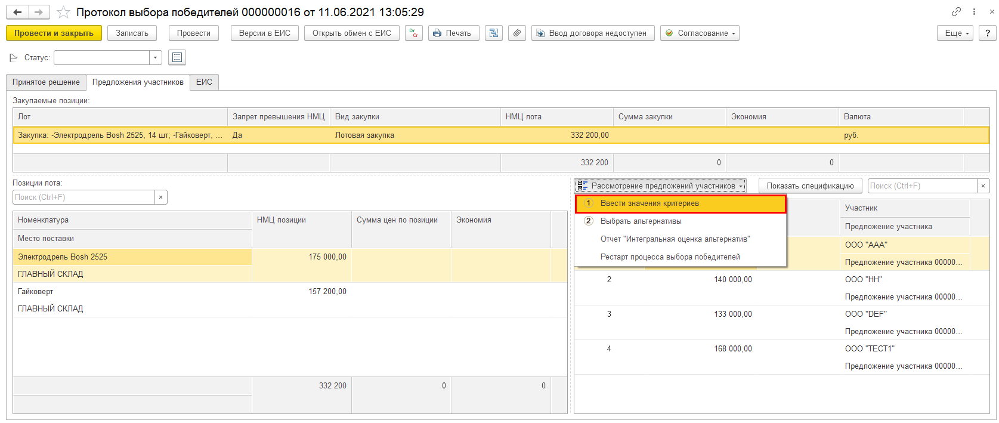 Протокол выбора победителей 000000016 от 11.06.2021 13:05:29
Провести и закрыть Записать Провести Версии в ЕИС Открыть обмен с ЕИС Dr Cr Печать Ввод договора недоступен Согласование Еще ?
Статус:
Принятое решение Предложения участников ЕИС
Закупаемые позиции:
Лот Запрет превышения НМЦ Вид закупки НМЦ лота Сумма закупки Экономия Валюта
Закупка: -Электродрель Bosh 2525, 14 шт; -Гайковерт, ... Да Лотовая закупка 332 200,00 руб.
332 200 0 0
Позиции лота:
Поиск (Ctrl+F) ×
Номенклатура НМЦ позиции Сумма цен по позиции Экономия
Место поставки
Электродрель Bosh 2525 175 000,00
ГЛАВНЫЙ СКЛАД
Гайковерт 157 200,00
ГЛАВНЫЙ СКЛАД
332 200 0 0
Рассмотрение предложений участников Показать спецификацию Поиск (Ctrl+F) ×
1 Ввести значения критериев
2 Выбрать альтернативы
Отчет "Интегральная оценка альтернатив"
Рестарт процесса выбора победителей
Участник
Предложение участника
ООО "ААА"
Предложение участника 00000...
2 140 000,00 ООО "НН"
Предложение участника 00000...
3 133 000,00 ООО "DEF"
Предложение участника 00000...
4 168 000,00 ООО "ТЕСТ1"
Предложение участника 00000...